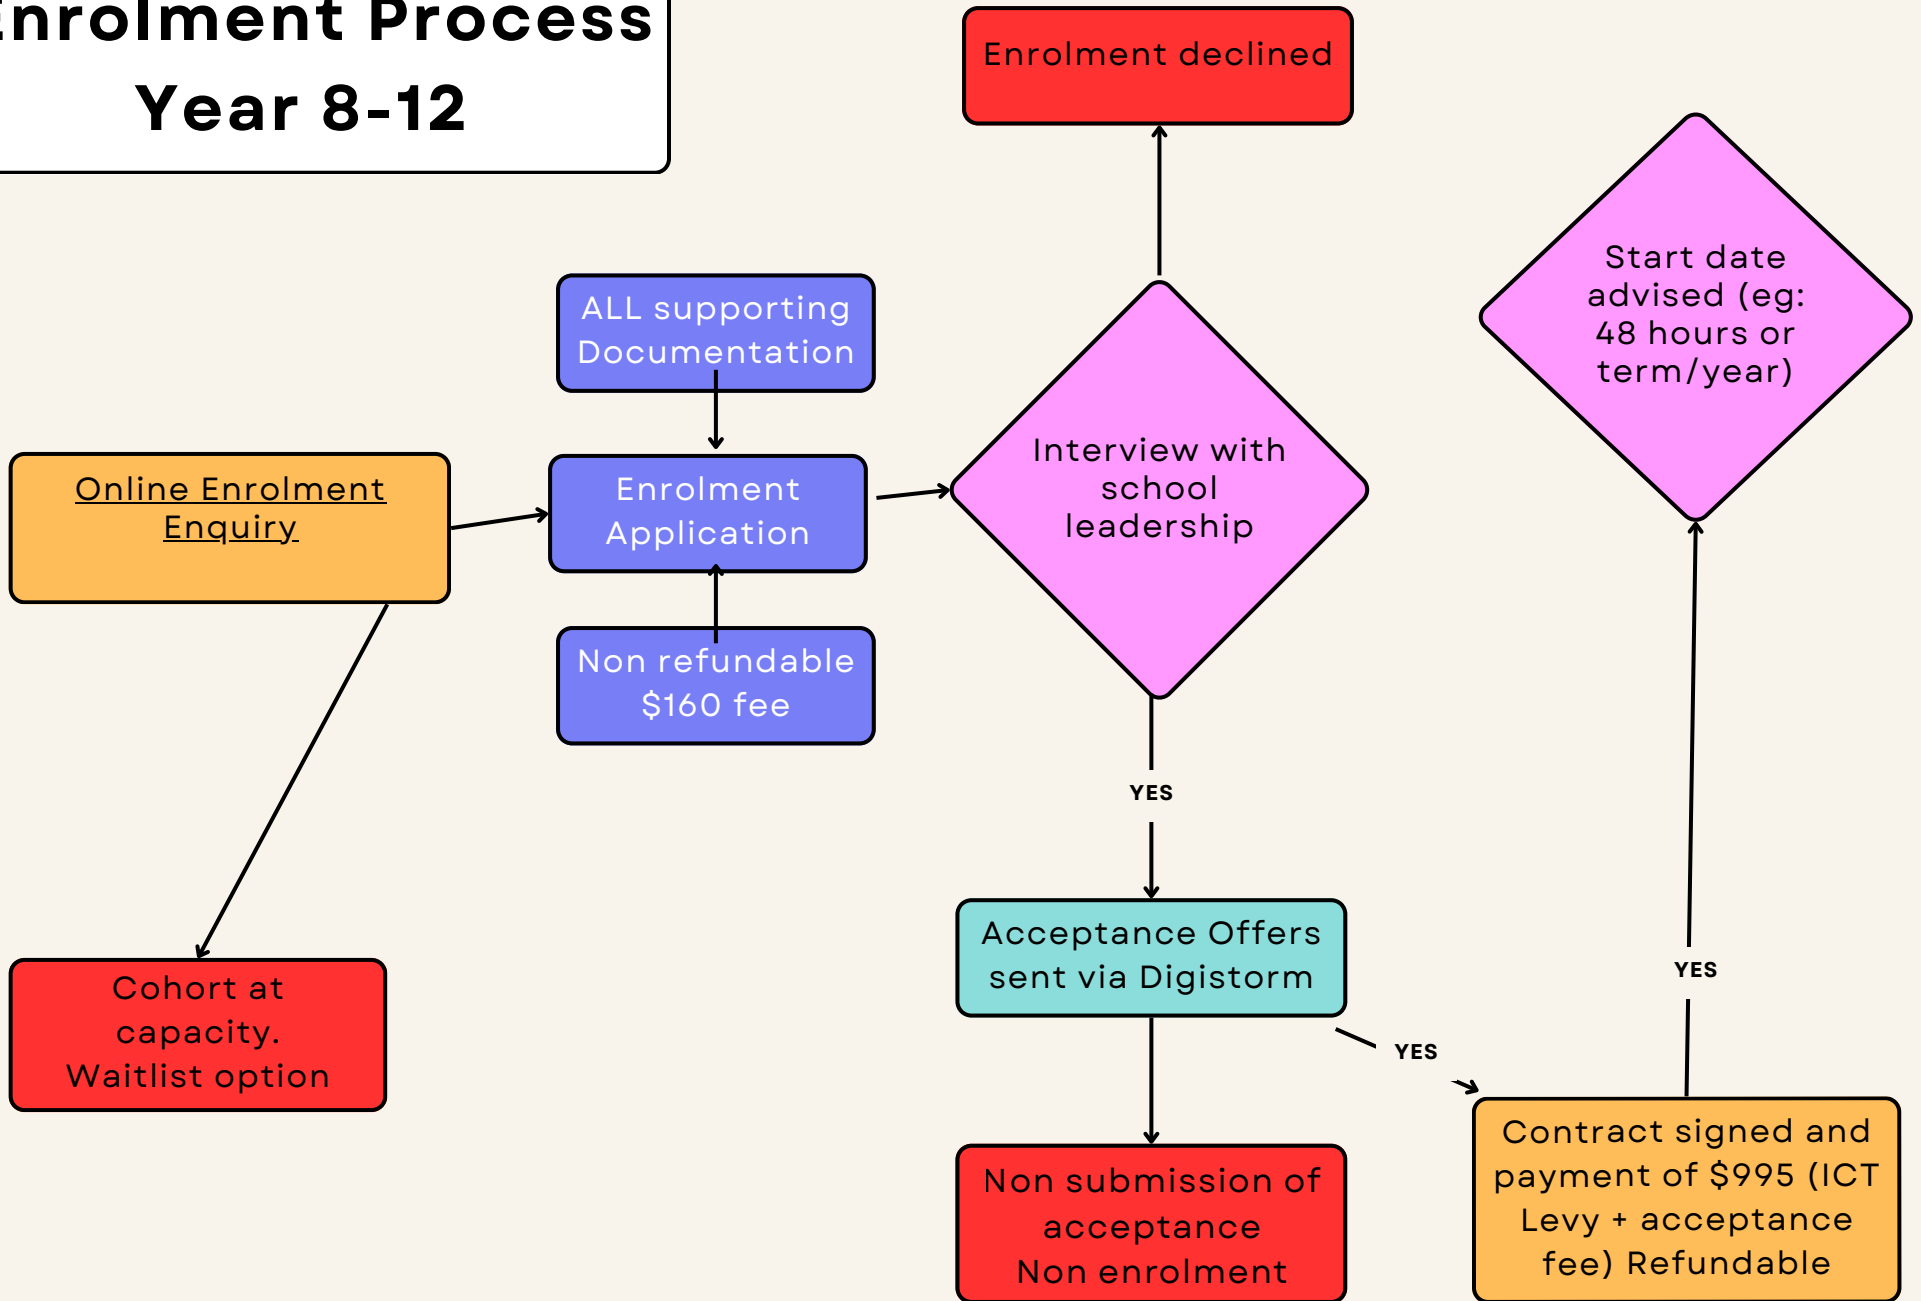 Enrolment Process
Year 8-12
Enrolment declined
Start date
advised (eg:
48 hours or
term/year)
ALL supporting
Documentation
Interview with
school
leadership
Online Enrolment
Enquiry
Enrolment
Application
Non refundable
$160 fee
YES
Acceptance Offers
sent via Digistorm
YES
Cohort at
capacity.
Waitlist option
YES
Contract signed and
payment of $995 (ICT
Levy + acceptance
fee) Refundable
Non submission of
acceptance
Non enrolment